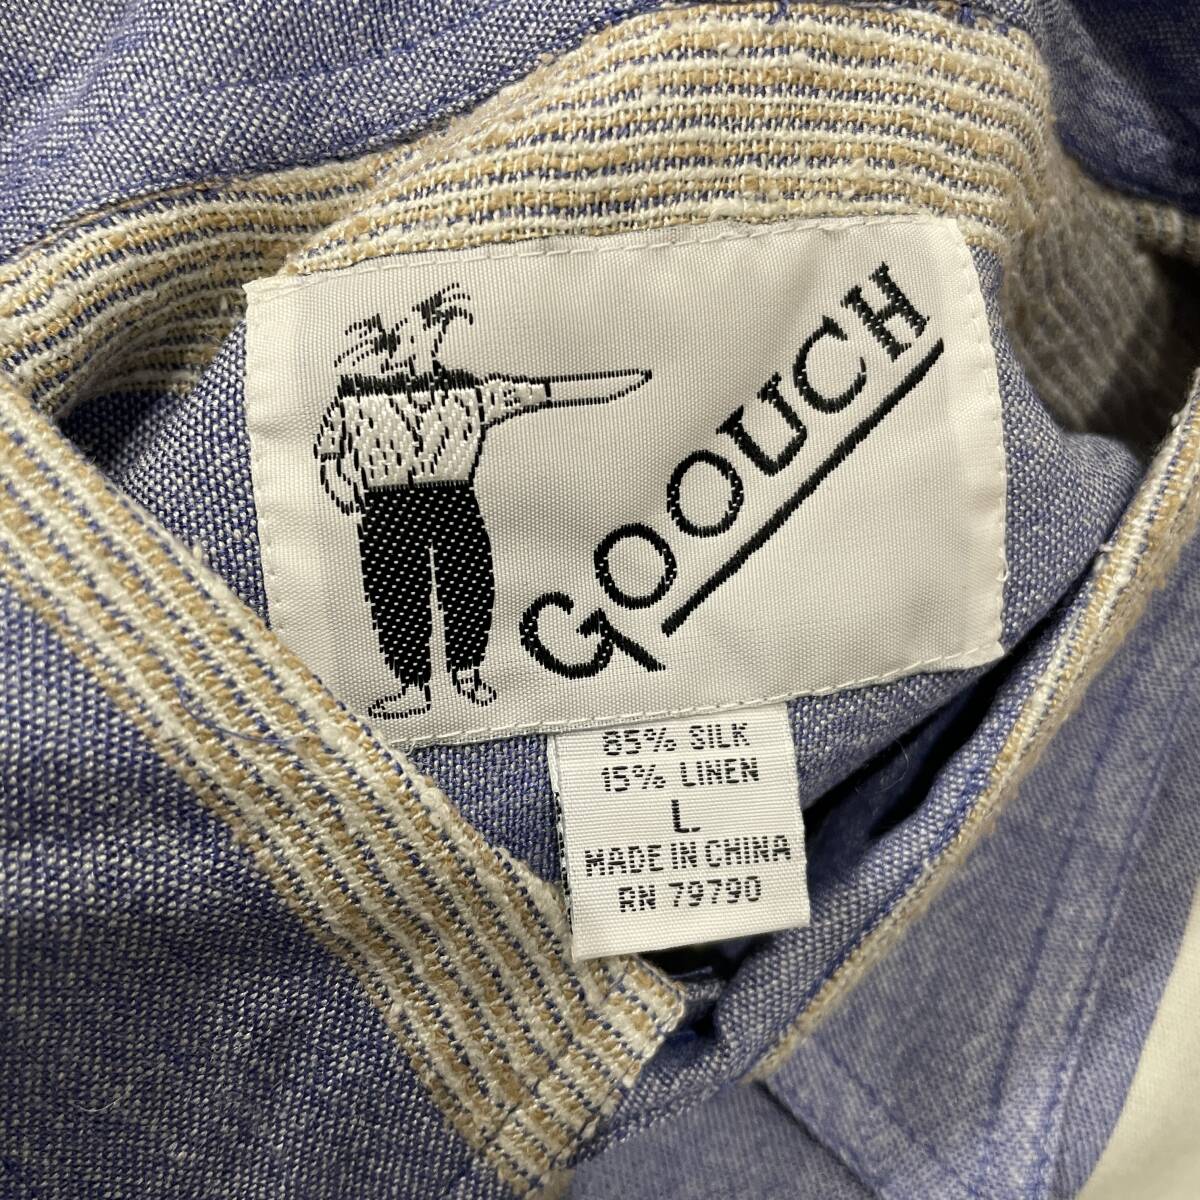 GOOUCH
85% SILK
15% LINEN
L
MADE IN CHINA
RN 79790